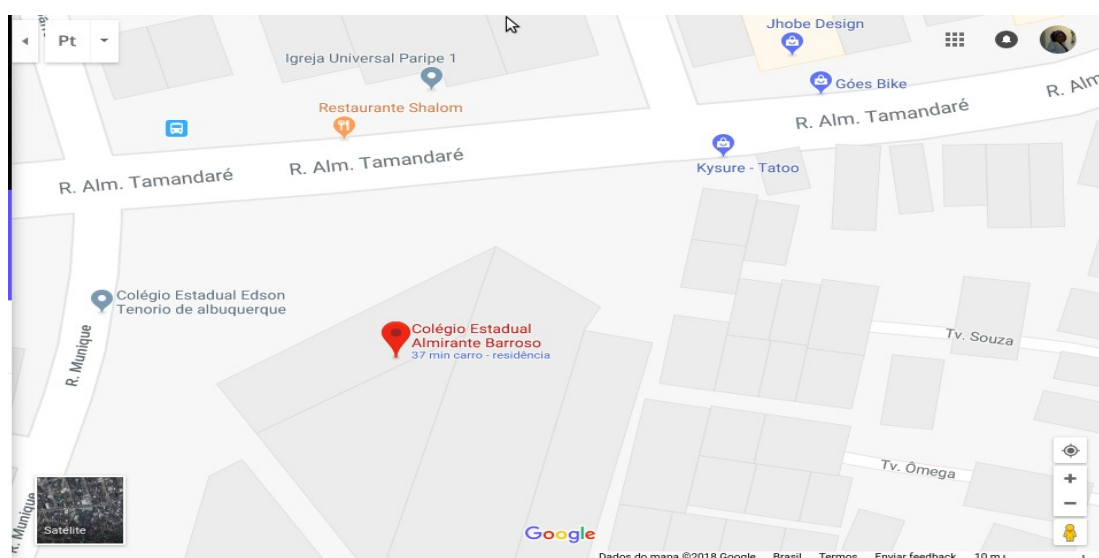 Pt
Jhobe Design
Igreja Universal Paripe 1
Góes Bike
R. Alm
Restaurante Shalom
R. Alm. Tamandaré
R. Alm. Tamandaré
R. Alm. Tamandaré
Kysure - Tatoo
Colégio Estadual Edson
Tenorio de albuquerque
Colégio Estadual
Almirante Barroso
37 min carro - residência
R. Munique
Tv. Souza
Tv. Ômega
R. Munique
Satélite
Google
Dados do mapa ©2018 Google Brasil Termos Enviar feedback 10 m